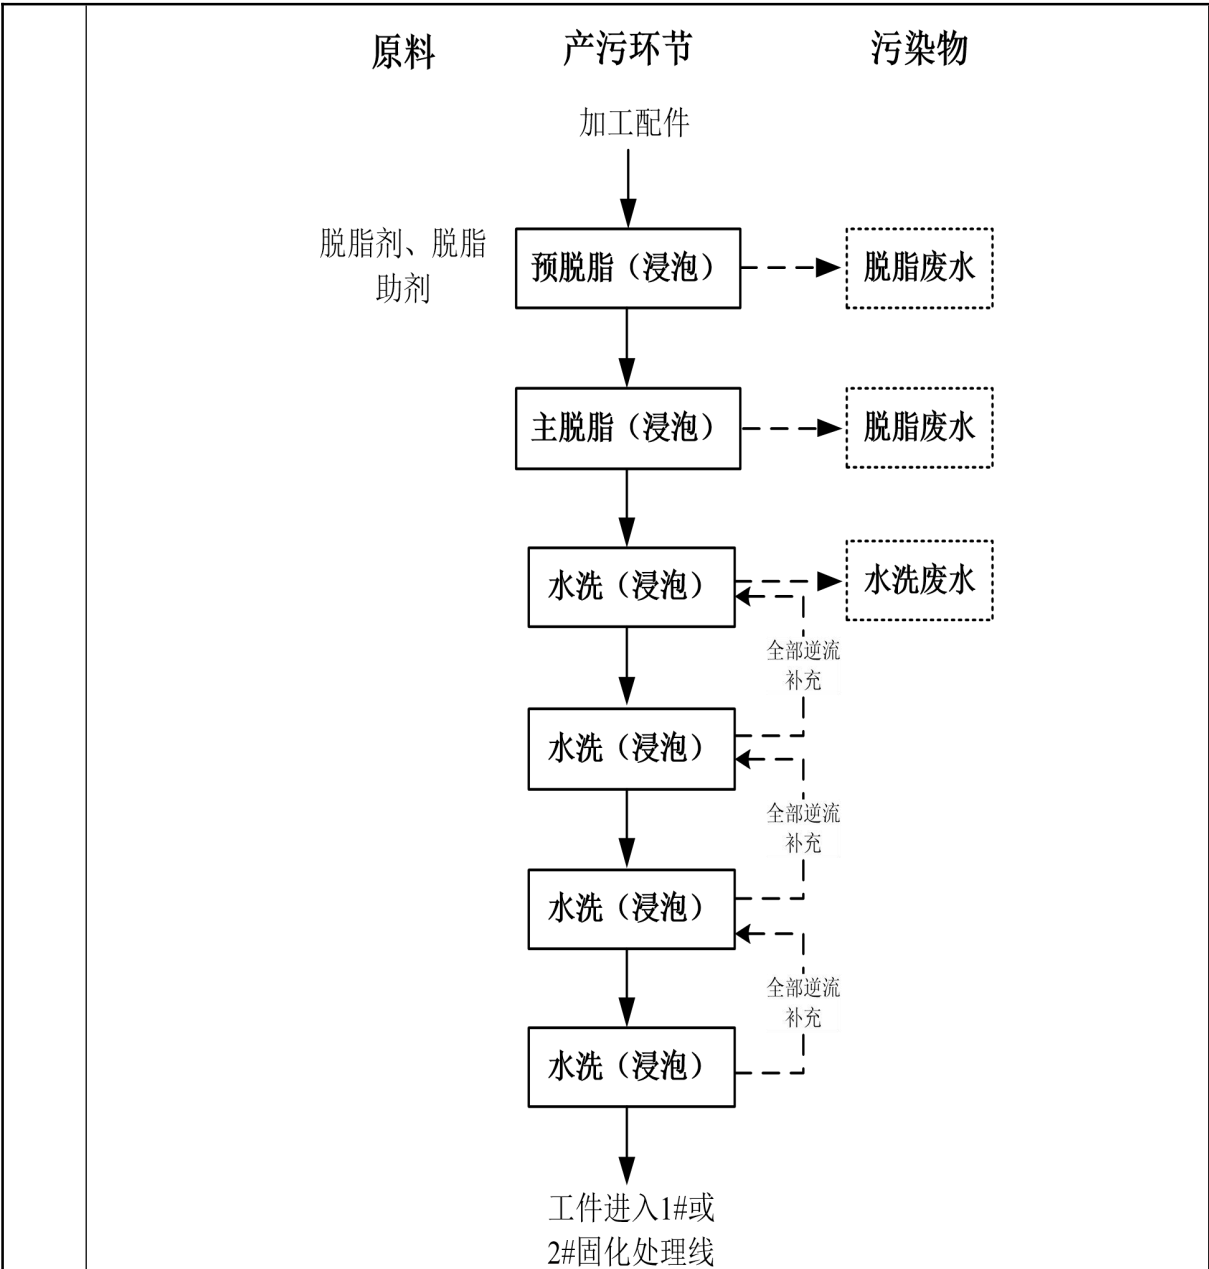 原料 产污环节 污染物
加工配件
脱脂剂、脱脂
助剂
预脱脂（浸泡）
脱脂废水
主脱脂（浸泡）
脱脂废水
水洗（浸泡）
水洗废水
全部逆流
补充
水洗（浸泡）
全部逆流
补充
水洗（浸泡）
全部逆流
补充
水洗（浸泡）
工件进入1#或
2#固化处理线